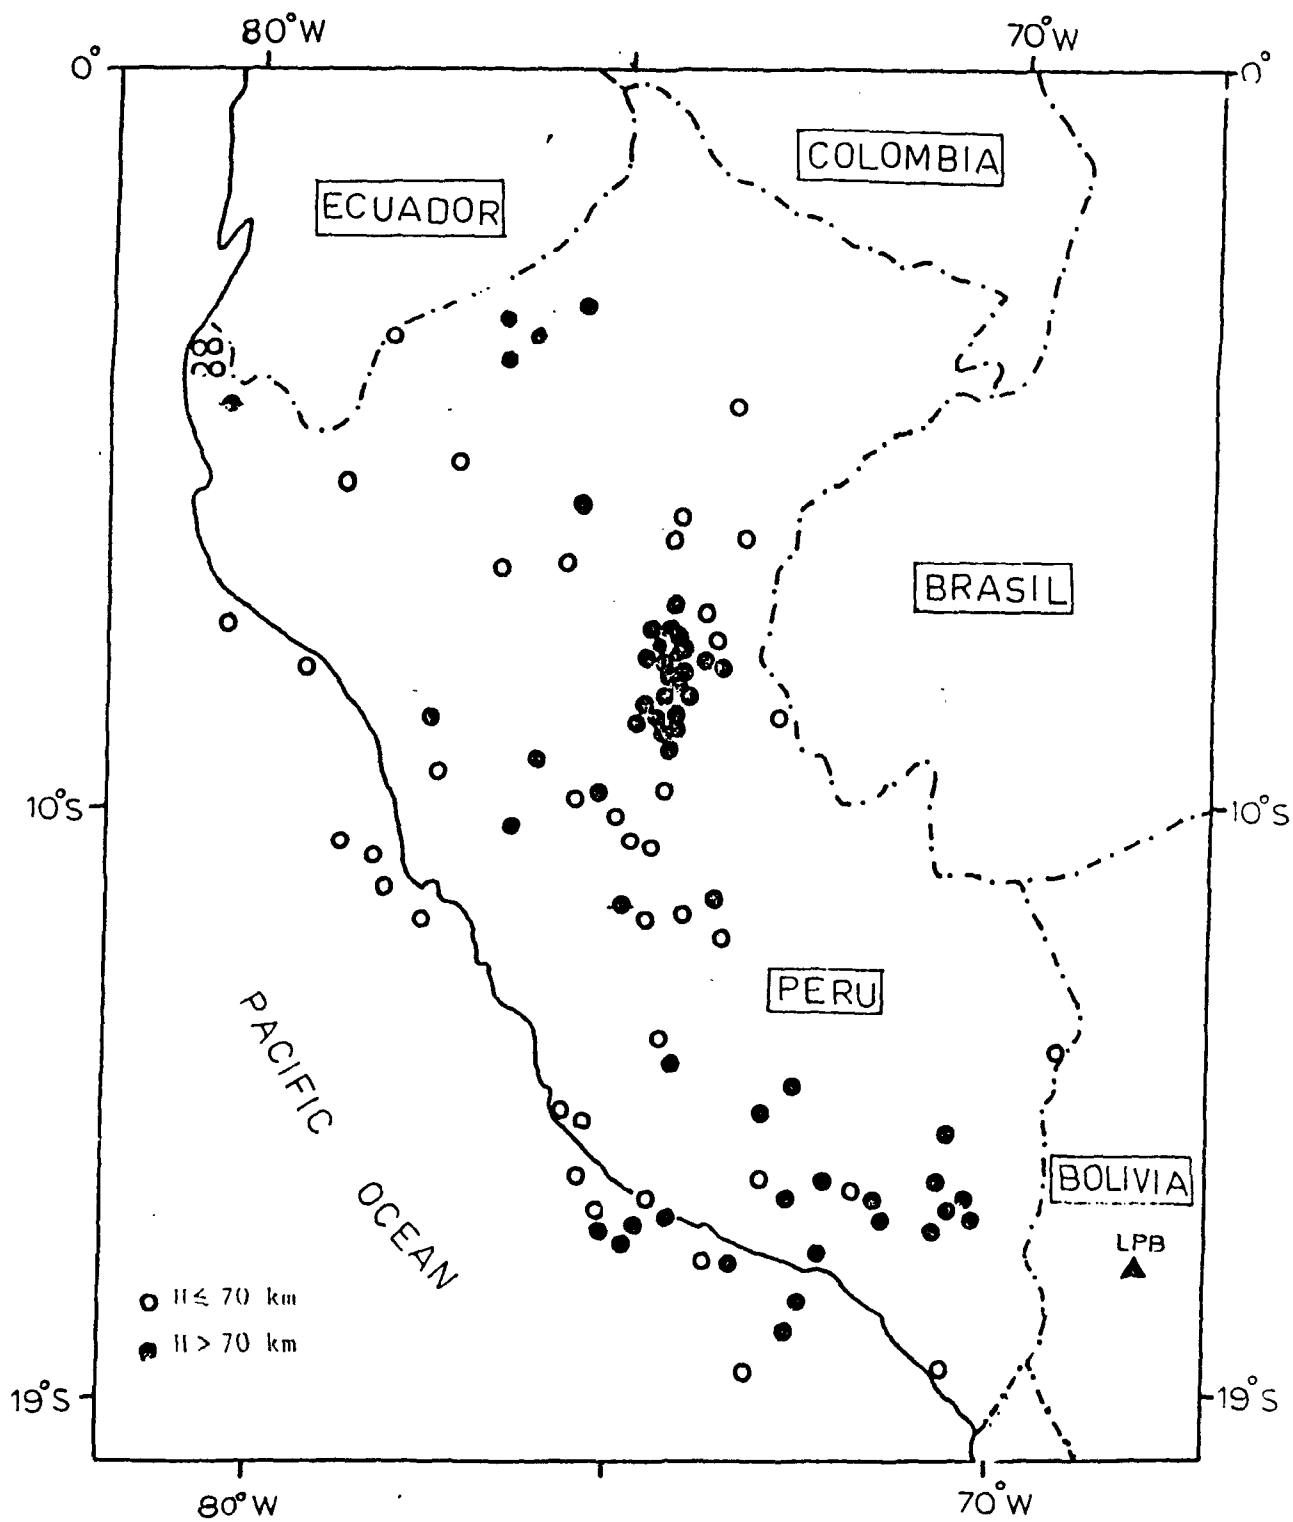 80°W 70°W
0° 0°
COLOMBIA
ECUADOR
BRASIL
10°S 10°S
PERU
PACIFIC
OCEAN
BOLIVIA
LPB
H ≤ 70 km
H > 70 km
19°S 19°S
80°W 70°W